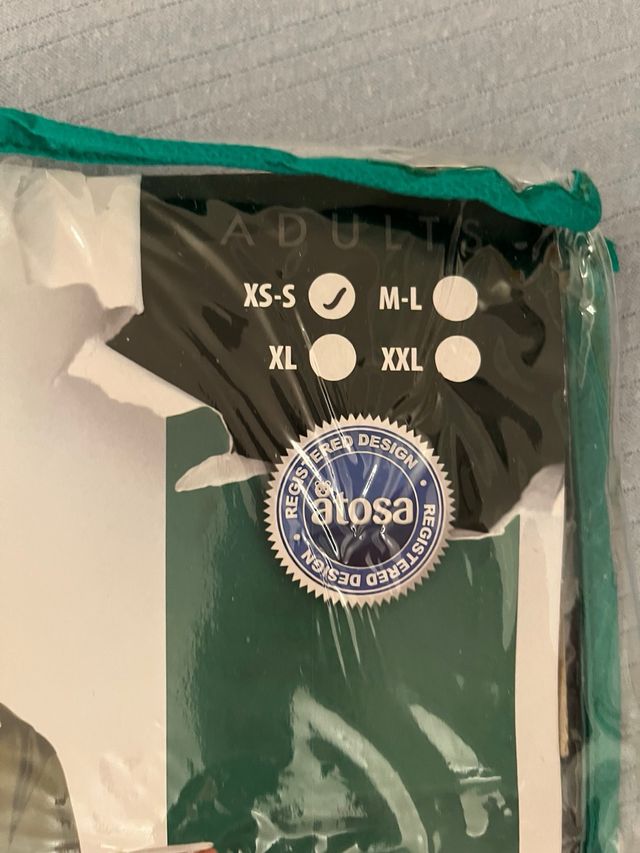 ADULTS
XS-S M-L
XL XXL
REGISTERED DESIGN
atosa
REGISTERED DESIGN